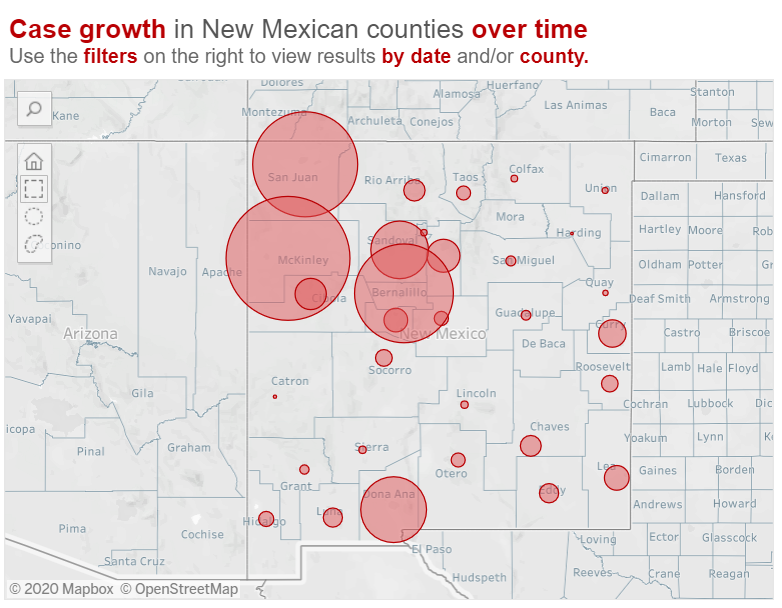 Case growth in New Mexican counties over time
Use the filters on the right to view results by date and/or county.
Dolores
Huerfano
Stanton
Alamosa
Las Animas
Kane
Montezuma
Archuleta
Conejos
Baca
Morton
Sew
Cimarron
Texas
San Juan
Rio Arriba
Taos
Colfax
Union
Dallam
Hansford
Mora
Harding
Hartley
Moore
Rob
onino
Sandoval
McKinley
San Miguel
Oldham
Potter
Gr
Navajo
Apache
Quay
Cibola
Bernalillo
Deaf Smith
Armstrong
Yavapai
Guadalupe
Curry
Arizona
New Mexico
Castro
Briscoe
De Baca
Socorro
Roosevelt
Lamb
Hale
Floyd
Catron
Gila
Lincoln
Cochran
Lubbock
Dic
icopa
Chaves
Yoakum
Lynn
K
Pinal
Graham
Sierra
Otero
Lea
Gaines
Borden
Grant
Dona Ana
Eddy
Andrews
Howard
Pima
Cochise
Hidalgo
Luna
Loving
Ector
Glasscock
Santa Cruz
El Paso
Hudspeth
Reeves
Crane
Reagan
© 2020 Mapbox © OpenStreetMap